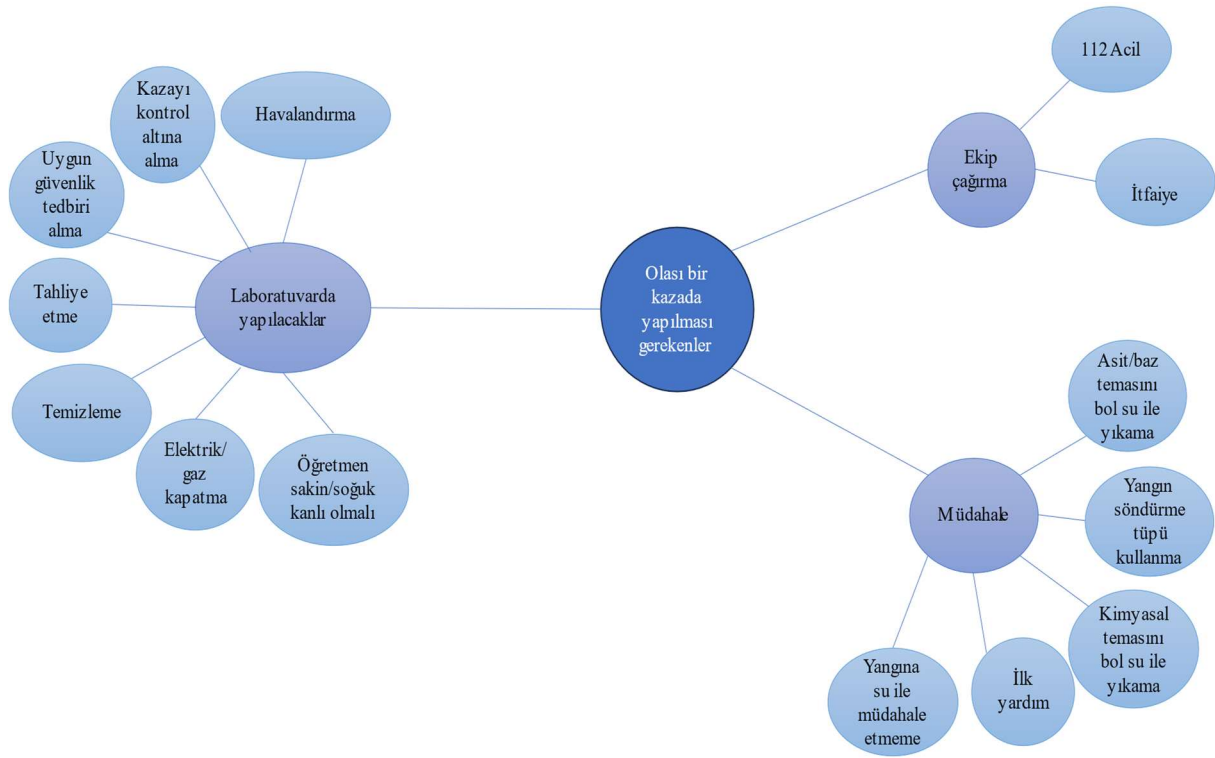 112 Acil
Kazayı
kontrol
altına
alma
Havalandırma
Ekip
çağırma
Uygun
güvenlik
tedbiri
alma
İtfaiye
Olası bir
kazada
yapılması
gerekenler
Tahliye
etme
Laboratuvarda
yapılacaklar
Asit/baz
temasını
bol su ile
yıkama
Temizleme
Elektrik/
gaz
kapatma
Öğretmen
sakin/soğuk
kanlı olmalı
Müdahale
Yangın
söndürme
tüpü
kullanma
Kimyasal
temasını
bol su ile
yıkama
Yangına
su ile
müdahale
etmeme
İlk
yardım